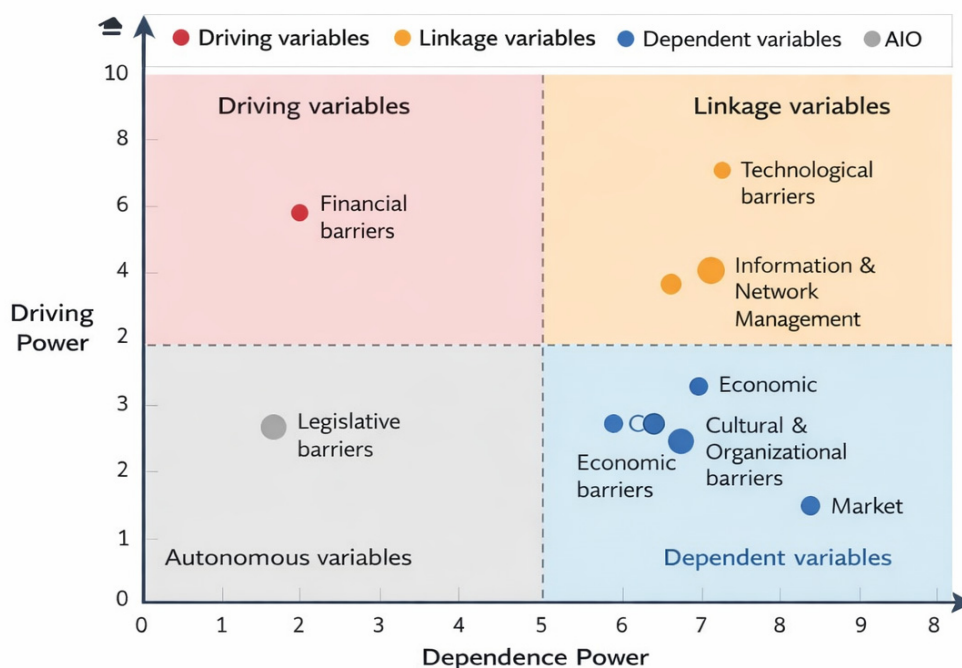 Driving variables Linkage variables Dependent variables AIO
10
Driving variables Linkage variables
8
Technological
barriers
6
Financial
barriers
4
Information &
Network
Management
Driving
Power
2
3
Economic
Legislative
barriers
Cultural &
Organizational
barriers
Economic
barriers
2
Market
1
Autonomous variables Dependent variables
0
0 1 2 3 4 5 6 7 8 9 8
Dependence Power